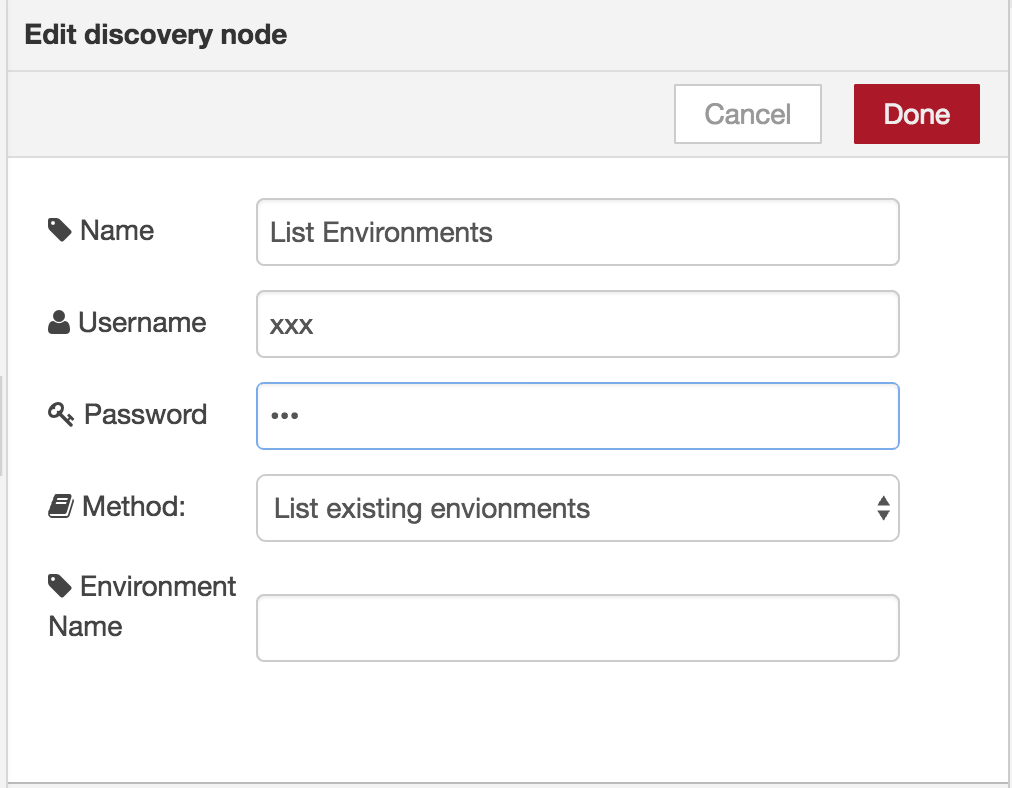 Edit discovery node
Cancel
Done
Name
List Environments
Username
xxx
Password
•••
Method:
List existing envionments
Environment
Name